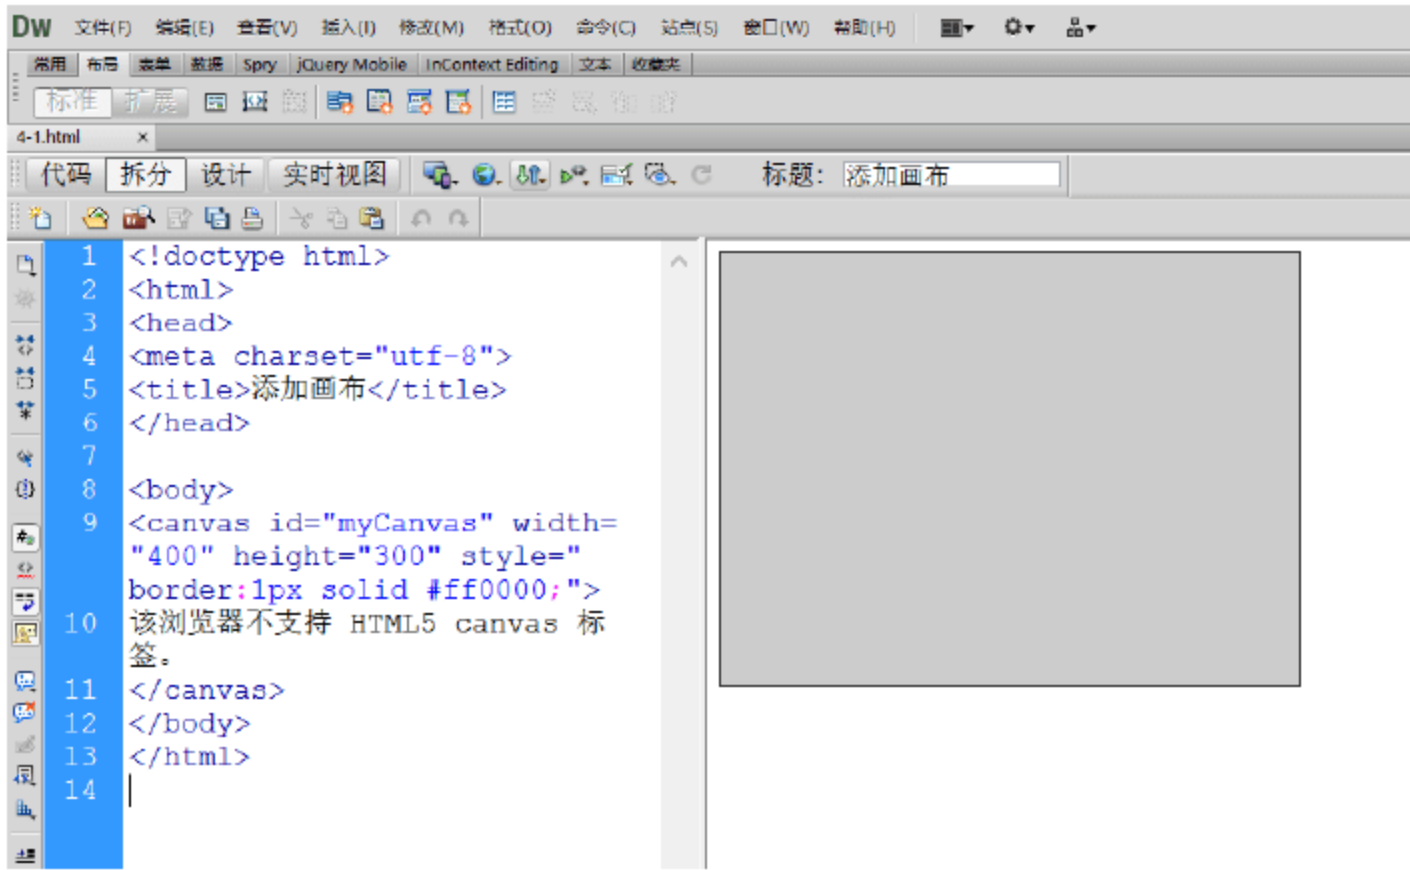 Dw 文件(F) 编辑(E) 查看(V) 插入(I) 修改(M) 格式(O) 命令(C) 站点(S) 窗口(W) 帮助(H)
常用 布局 表单 数据 Spry jQuery Mobile InContext Editing 文本 收藏夹
标准 扩展
4-1.html ×
代码 拆分 设计 实时视图 标题: 添加画布
1 <!doctype html>
2 <html>
3 <head>
4 <meta charset="utf-8">
5 <title>添加画布</title>
6 </head>
7
8 <body>
9 <canvas id="myCanvas" width=
"400" height="300" style="
border:1px solid #ff0000;">
10 该浏览器不支持 HTML5 canvas 标
签。
11 </canvas>
12 </body>
13 </html>
14